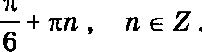 π/6 + πn , n ∈ Z .